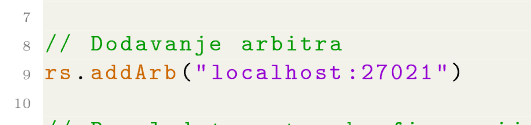 7
8 // Dodavanje arbitra
9 rs.addArb("localhost:27021")
10